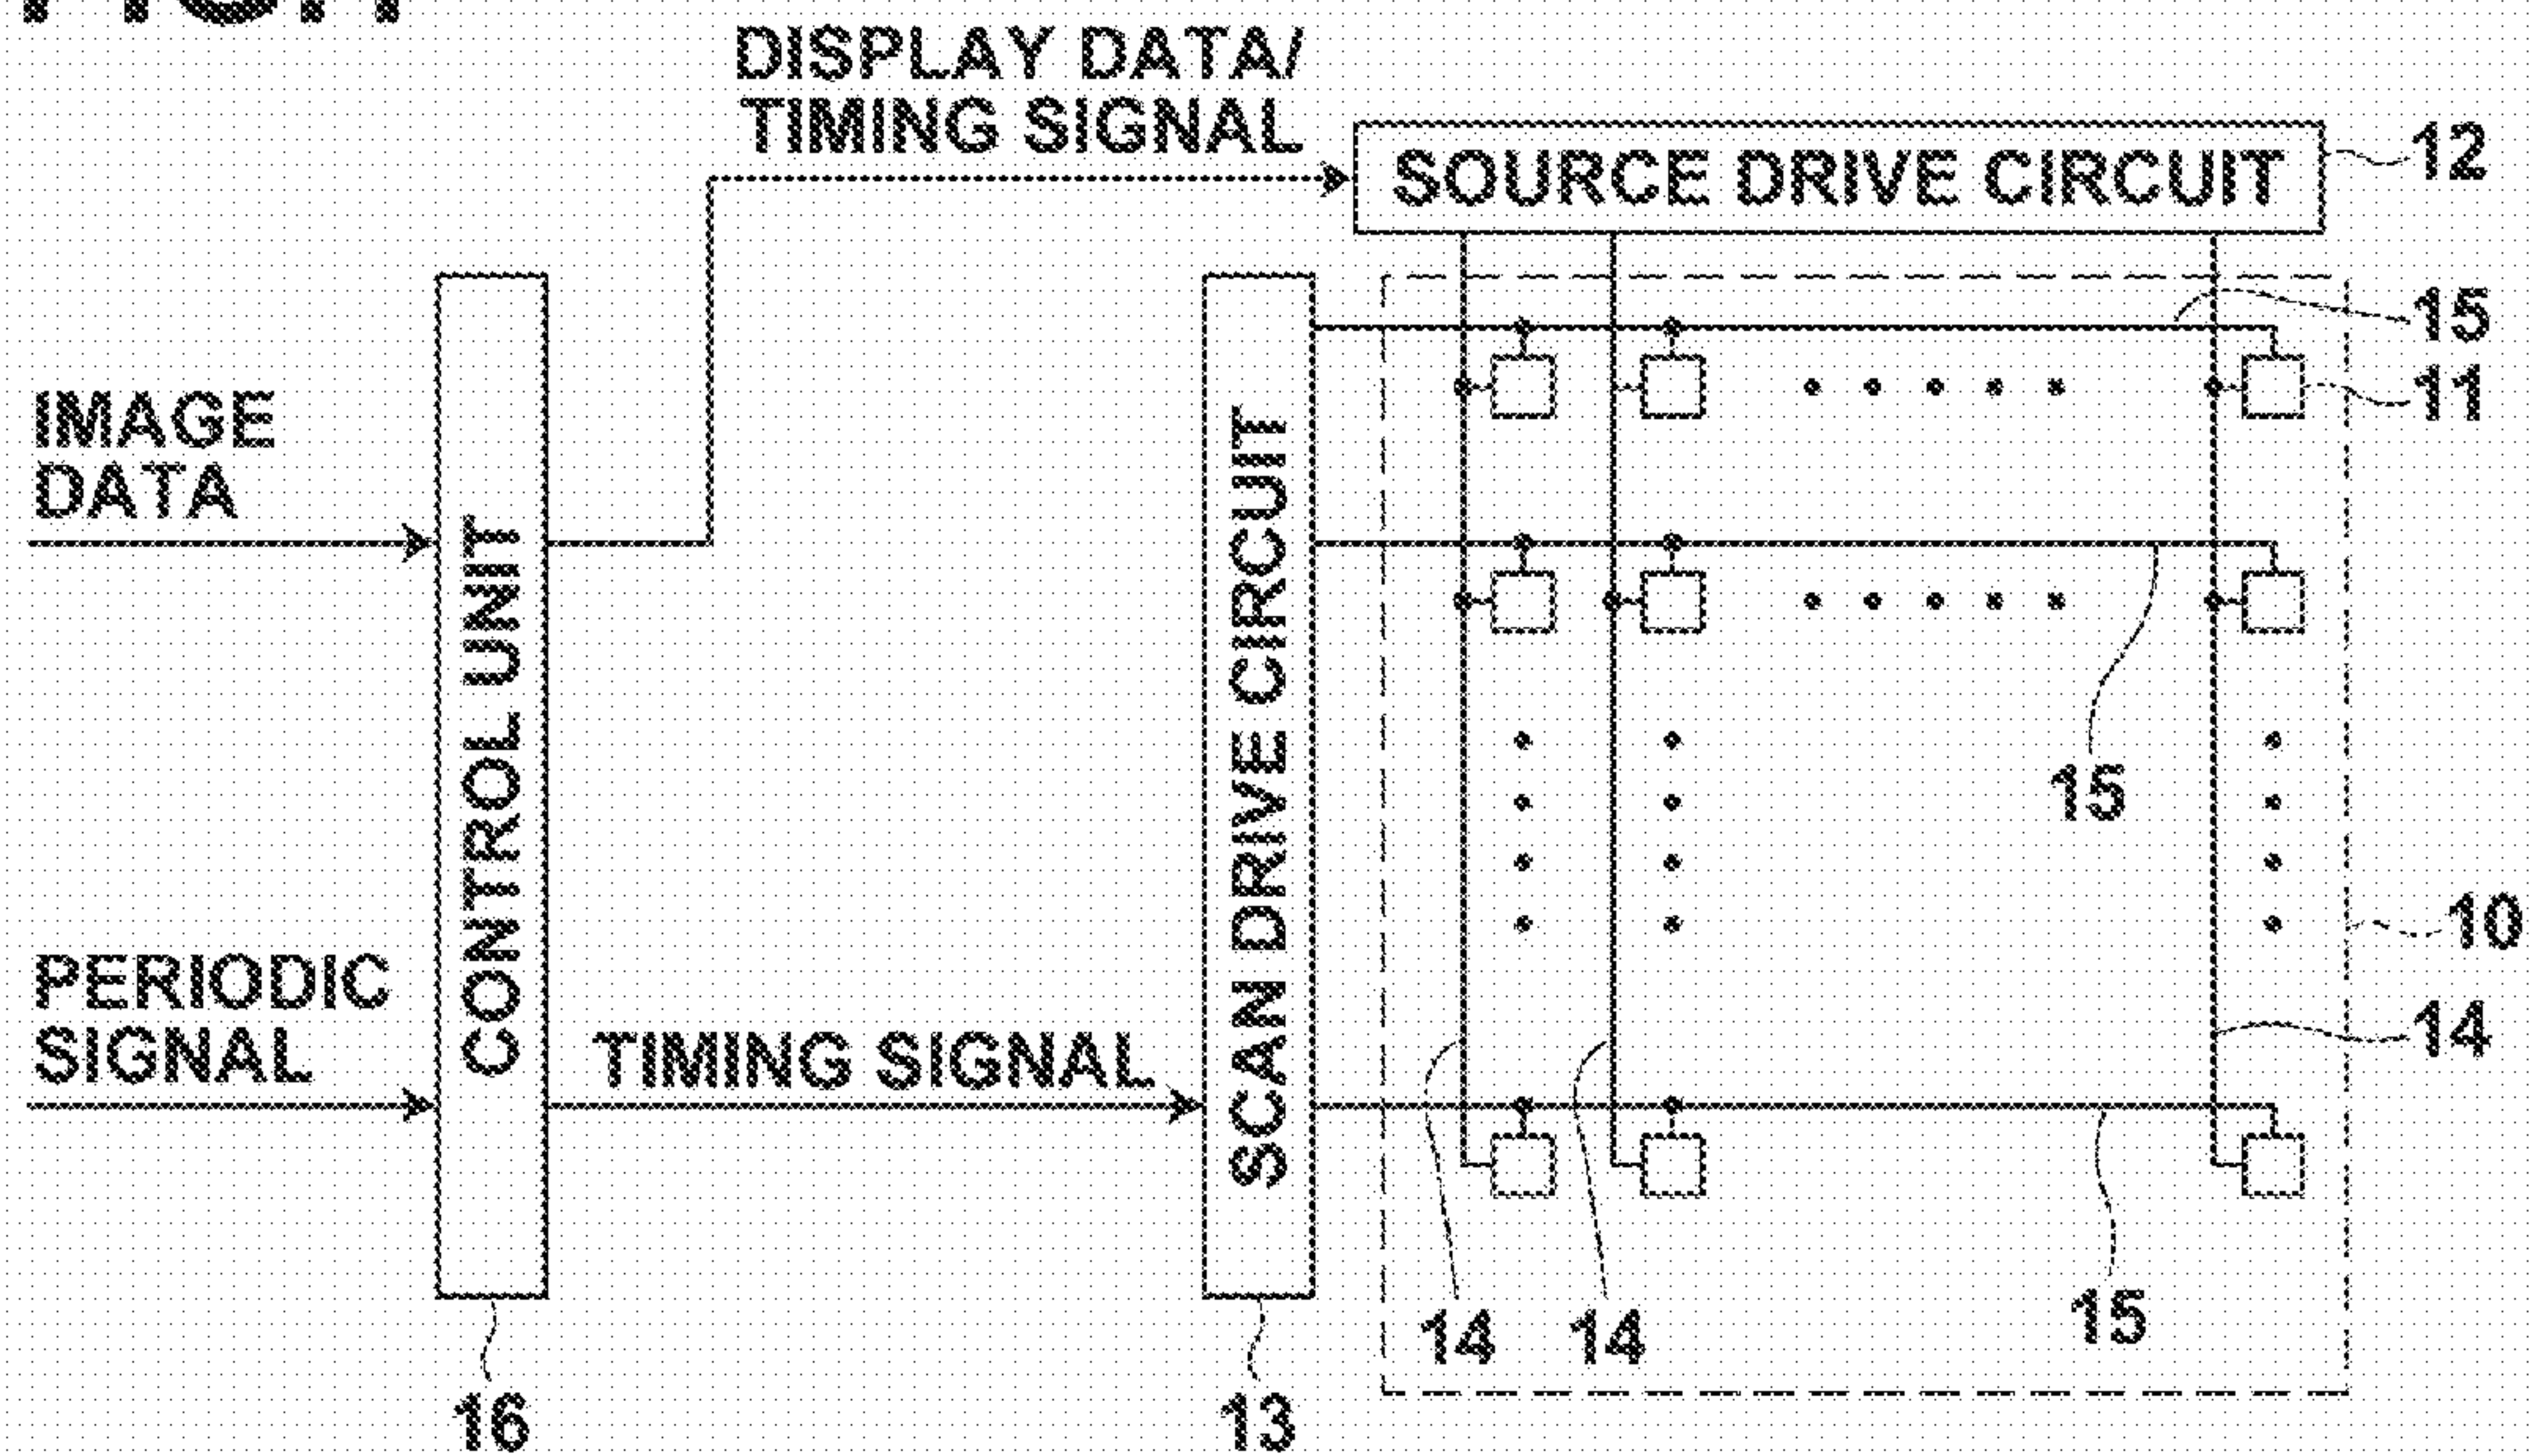 DISPLAY DATA/
TIMING SIGNAL
SOURCE DRIVE CIRCUIT
12
15
11
IMAGE
DATA
CONTROL UNIT
SCAN DRIVE CIRCUIT
15
10
PERIODIC
SIGNAL
TIMING SIGNAL
14
14
14
15
16
13